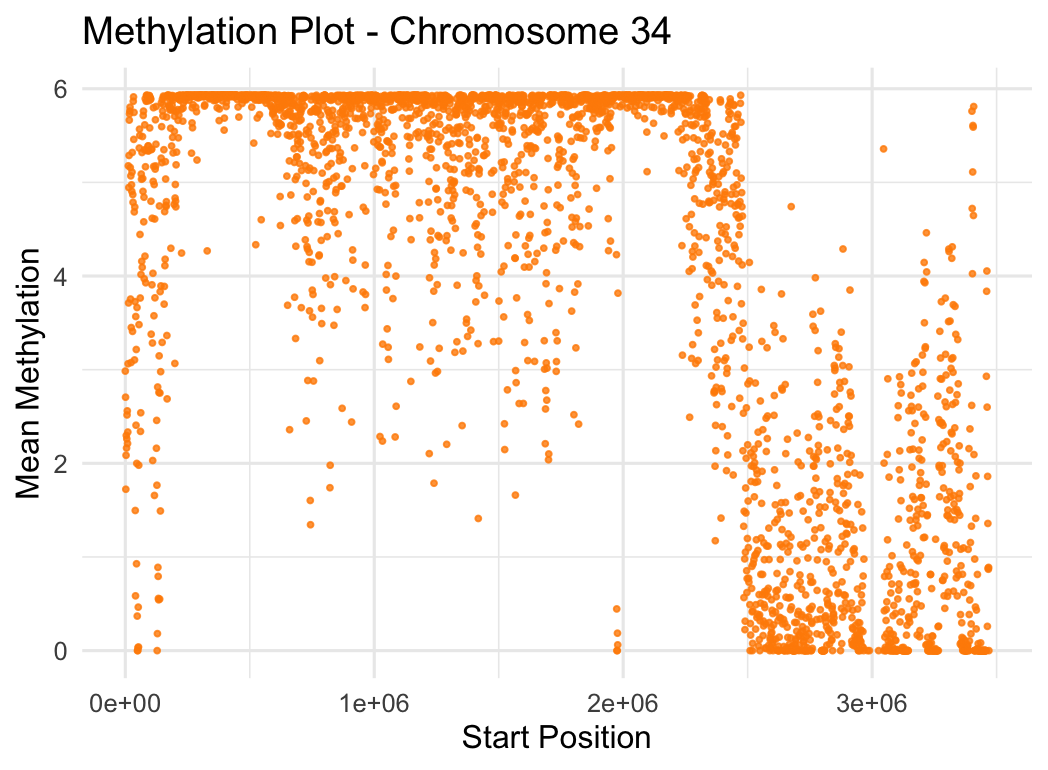 Methylation Plot - Chromosome 34
Mean Methylation
6
4
2
0
0e+00 1e+06 2e+06 3e+06
Start Position